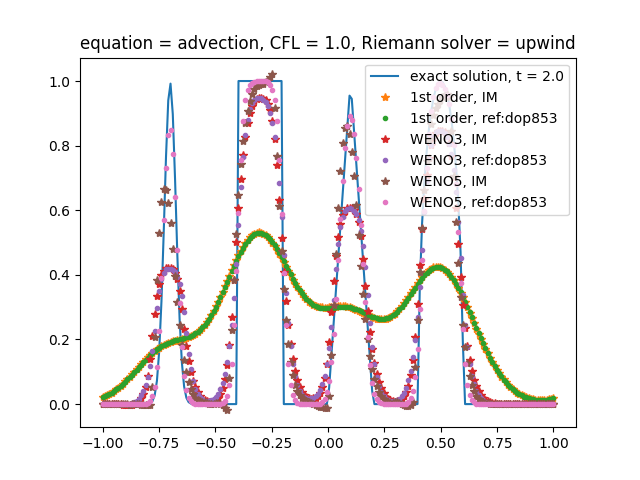 equation = advection, CFL = 1.0, Riemann solver = upwind
exact solution, t = 2.0
1st order, IM
1st order, ref:dop853
WENO3, IM
WENO3, ref:dop853
WENO5, IM
WENO5, ref:dop853
1.0
0.8
0.6
0.4
0.2
0.0
−1.00 −0.75 −0.50 −0.25 0.00 0.25 0.50 0.75 1.00